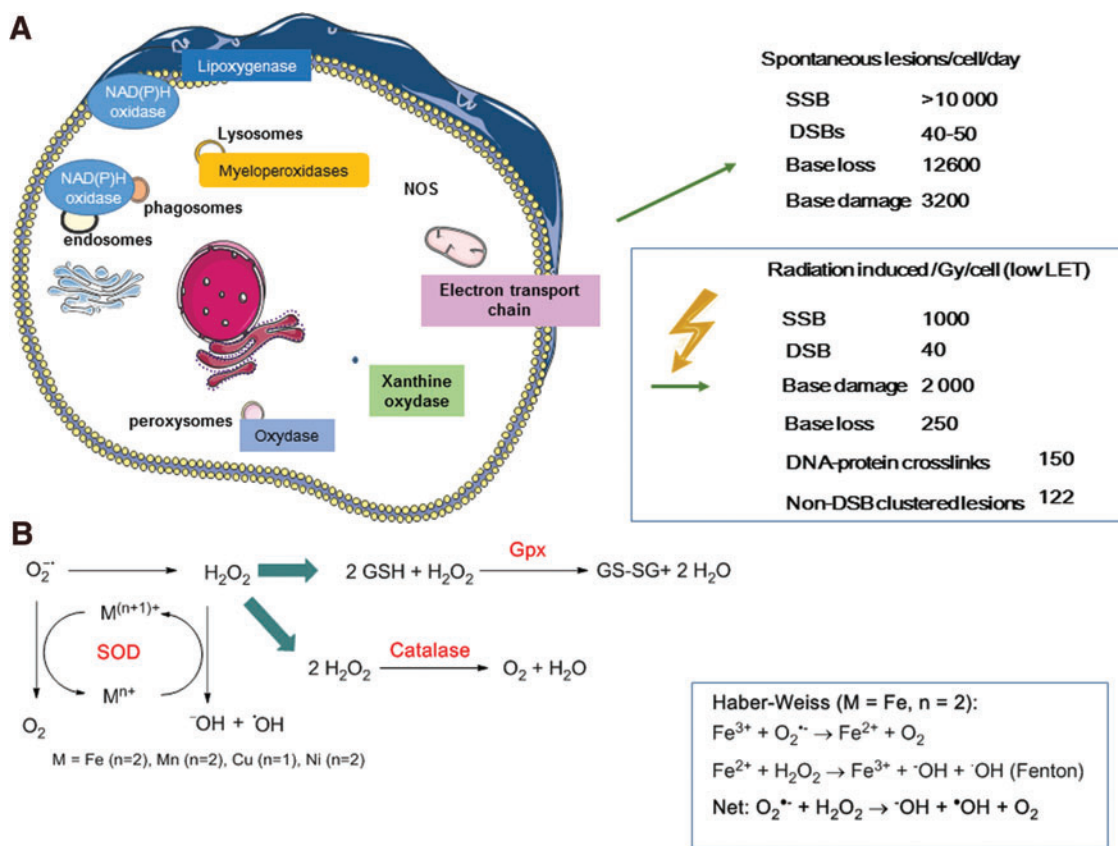 A
Lipoxygenase
NAD(P)H
oxidase
Lysosomes
Myeloperoxidases
NAD(P)H
oxidase
phagosomes
endosomes
NOS
Electron transport
chain
Xanthine
oxydase
peroxysomes
Oxydase
Spontaneous lesions/cell/day
SSB >10 000
DSBs 40-50
Base loss 12600
Base damage 3200
Radiation induced /Gy/cell (low LET)
SSB 1000
DSB 40
Base damage 2 000
Base loss 250
DNA-protein crosslinks 150
Non-DSB clustered lesions 122
B
O₂⁻˙ H₂O₂ 2 GSH + H₂O₂ Gpx GS-SG+ 2 H₂O
M⁽ⁿ⁺¹⁾⁺
SOD
Mⁿ⁺
2 H₂O₂ Catalase O₂ + H₂O
O₂ ⁻OH + ˙OH
M = Fe (n=2), Mn (n=2), Cu (n=1), Ni (n=2)
Haber-Weiss (M = Fe, n = 2):
Fe³⁺ + O₂•⁻ → Fe²⁺ + O₂
Fe²⁺ + H₂O₂ → Fe³⁺ + ⁻OH + ˙OH (Fenton)
Net: O₂•⁻ + H₂O₂ → ⁻OH + •OH + O₂